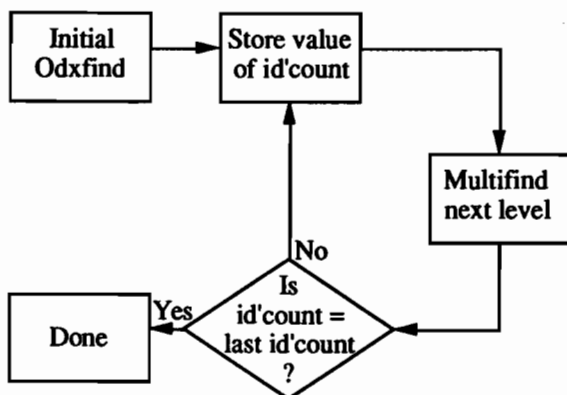 Initial
Odxfind
Store value
of id'count
Multifind
next level
No
Is
id'count =
last id'count
?
Yes
Done